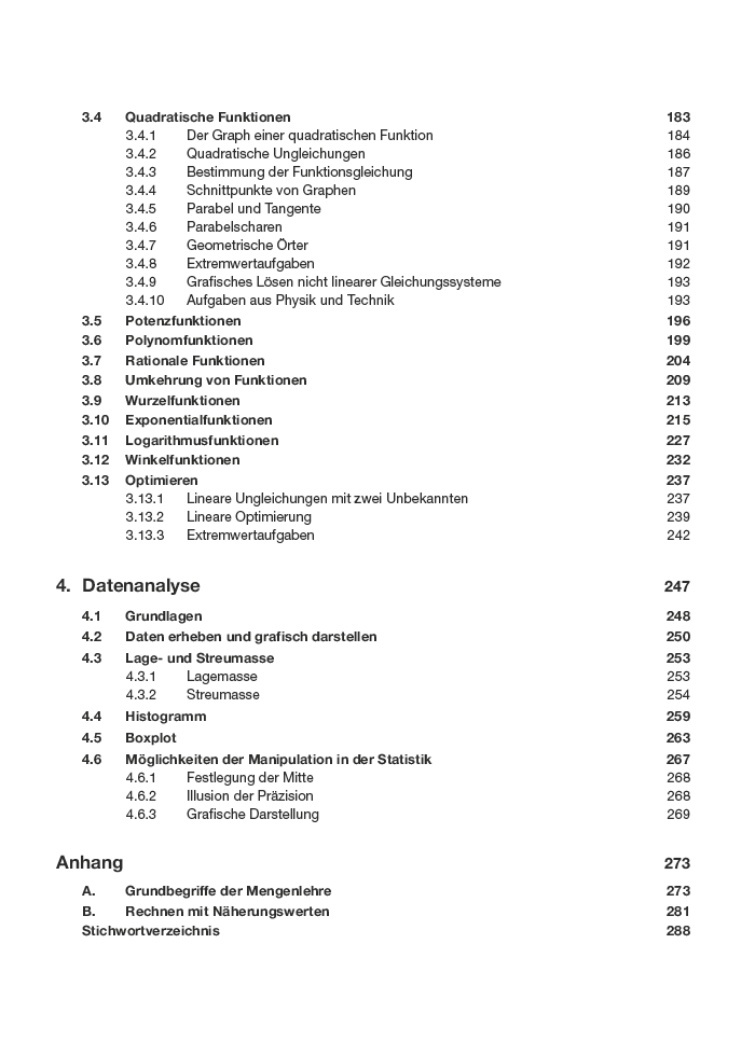 3.4 Quadratische Funktionen 183
3.4.1 Der Graph einer quadratischen Funktion 184
3.4.2 Quadratische Ungleichungen 186
3.4.3 Bestimmung der Funktionsgleichung 187
3.4.4 Schnittpunkte von Graphen 189
3.4.5 Parabel und Tangente 190
3.4.6 Parabelscharen 191
3.4.7 Geometrische Örter 191
3.4.8 Extremwertaufgaben 192
3.4.9 Grafisches Lösen nicht linearer Gleichungssysteme 193
3.4.10 Aufgaben aus Physik und Technik 193
3.5 Potenzfunktionen 196
3.6 Polynomfunktionen 199
3.7 Rationale Funktionen 204
3.8 Umkehrung von Funktionen 209
3.9 Wurzelfunktionen 213
3.10 Exponentialfunktionen 215
3.11 Logarithmusfunktionen 227
3.12 Winkelfunktionen 232
3.13 Optimieren 237
3.13.1 Lineare Ungleichungen mit zwei Unbekannten 237
3.13.2 Lineare Optimierung 239
3.13.3 Extremwertaufgaben 242
4. Datenanalyse 247
4.1 Grundlagen 248
4.2 Daten erheben und grafisch darstellen 250
4.3 Lage- und Streumasse 253
4.3.1 Lagemasse 253
4.3.2 Streumasse 254
4.4 Histogramm 259
4.5 Boxplot 263
4.6 Möglichkeiten der Manipulation in der Statistik 267
4.6.1 Festlegung der Mitte 268
4.6.2 Illusion der Präzision 268
4.6.3 Grafische Darstellung 269
Anhang 273
A. Grundbegriffe der Mengenlehre 273
B. Rechnen mit Näherungswerten 281
Stichwortverzeichnis 288